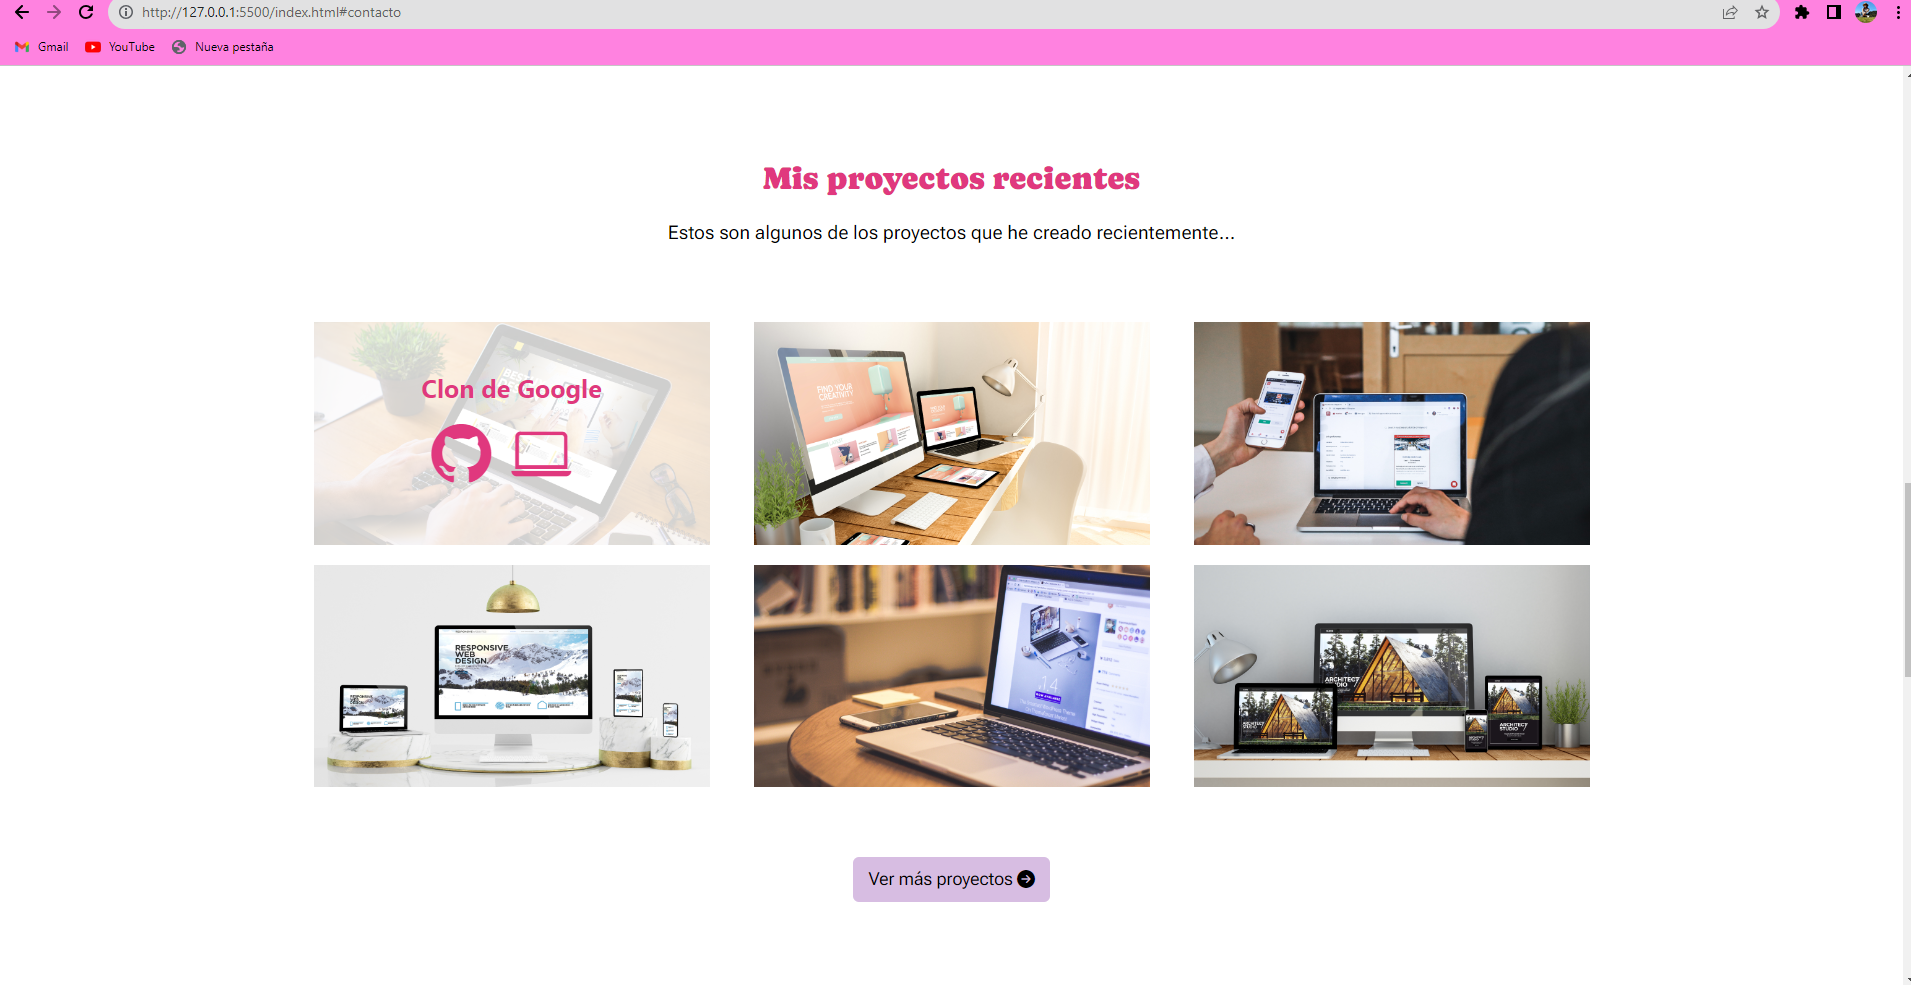 http://127.0.0.1:5500/index.html#contacto
Gmail
YouTube
Nueva pestaña
Mis proyectos recientes
Estos son algunos de los proyectos que he creado recientemente...
Clon de Google
FIND YOUR
CREATIVITY
RESPONSIVE
WEB
DESIGN.
ARCHITECT
STUDIO
ARCHITECT
STUDIO
Ver más proyectos